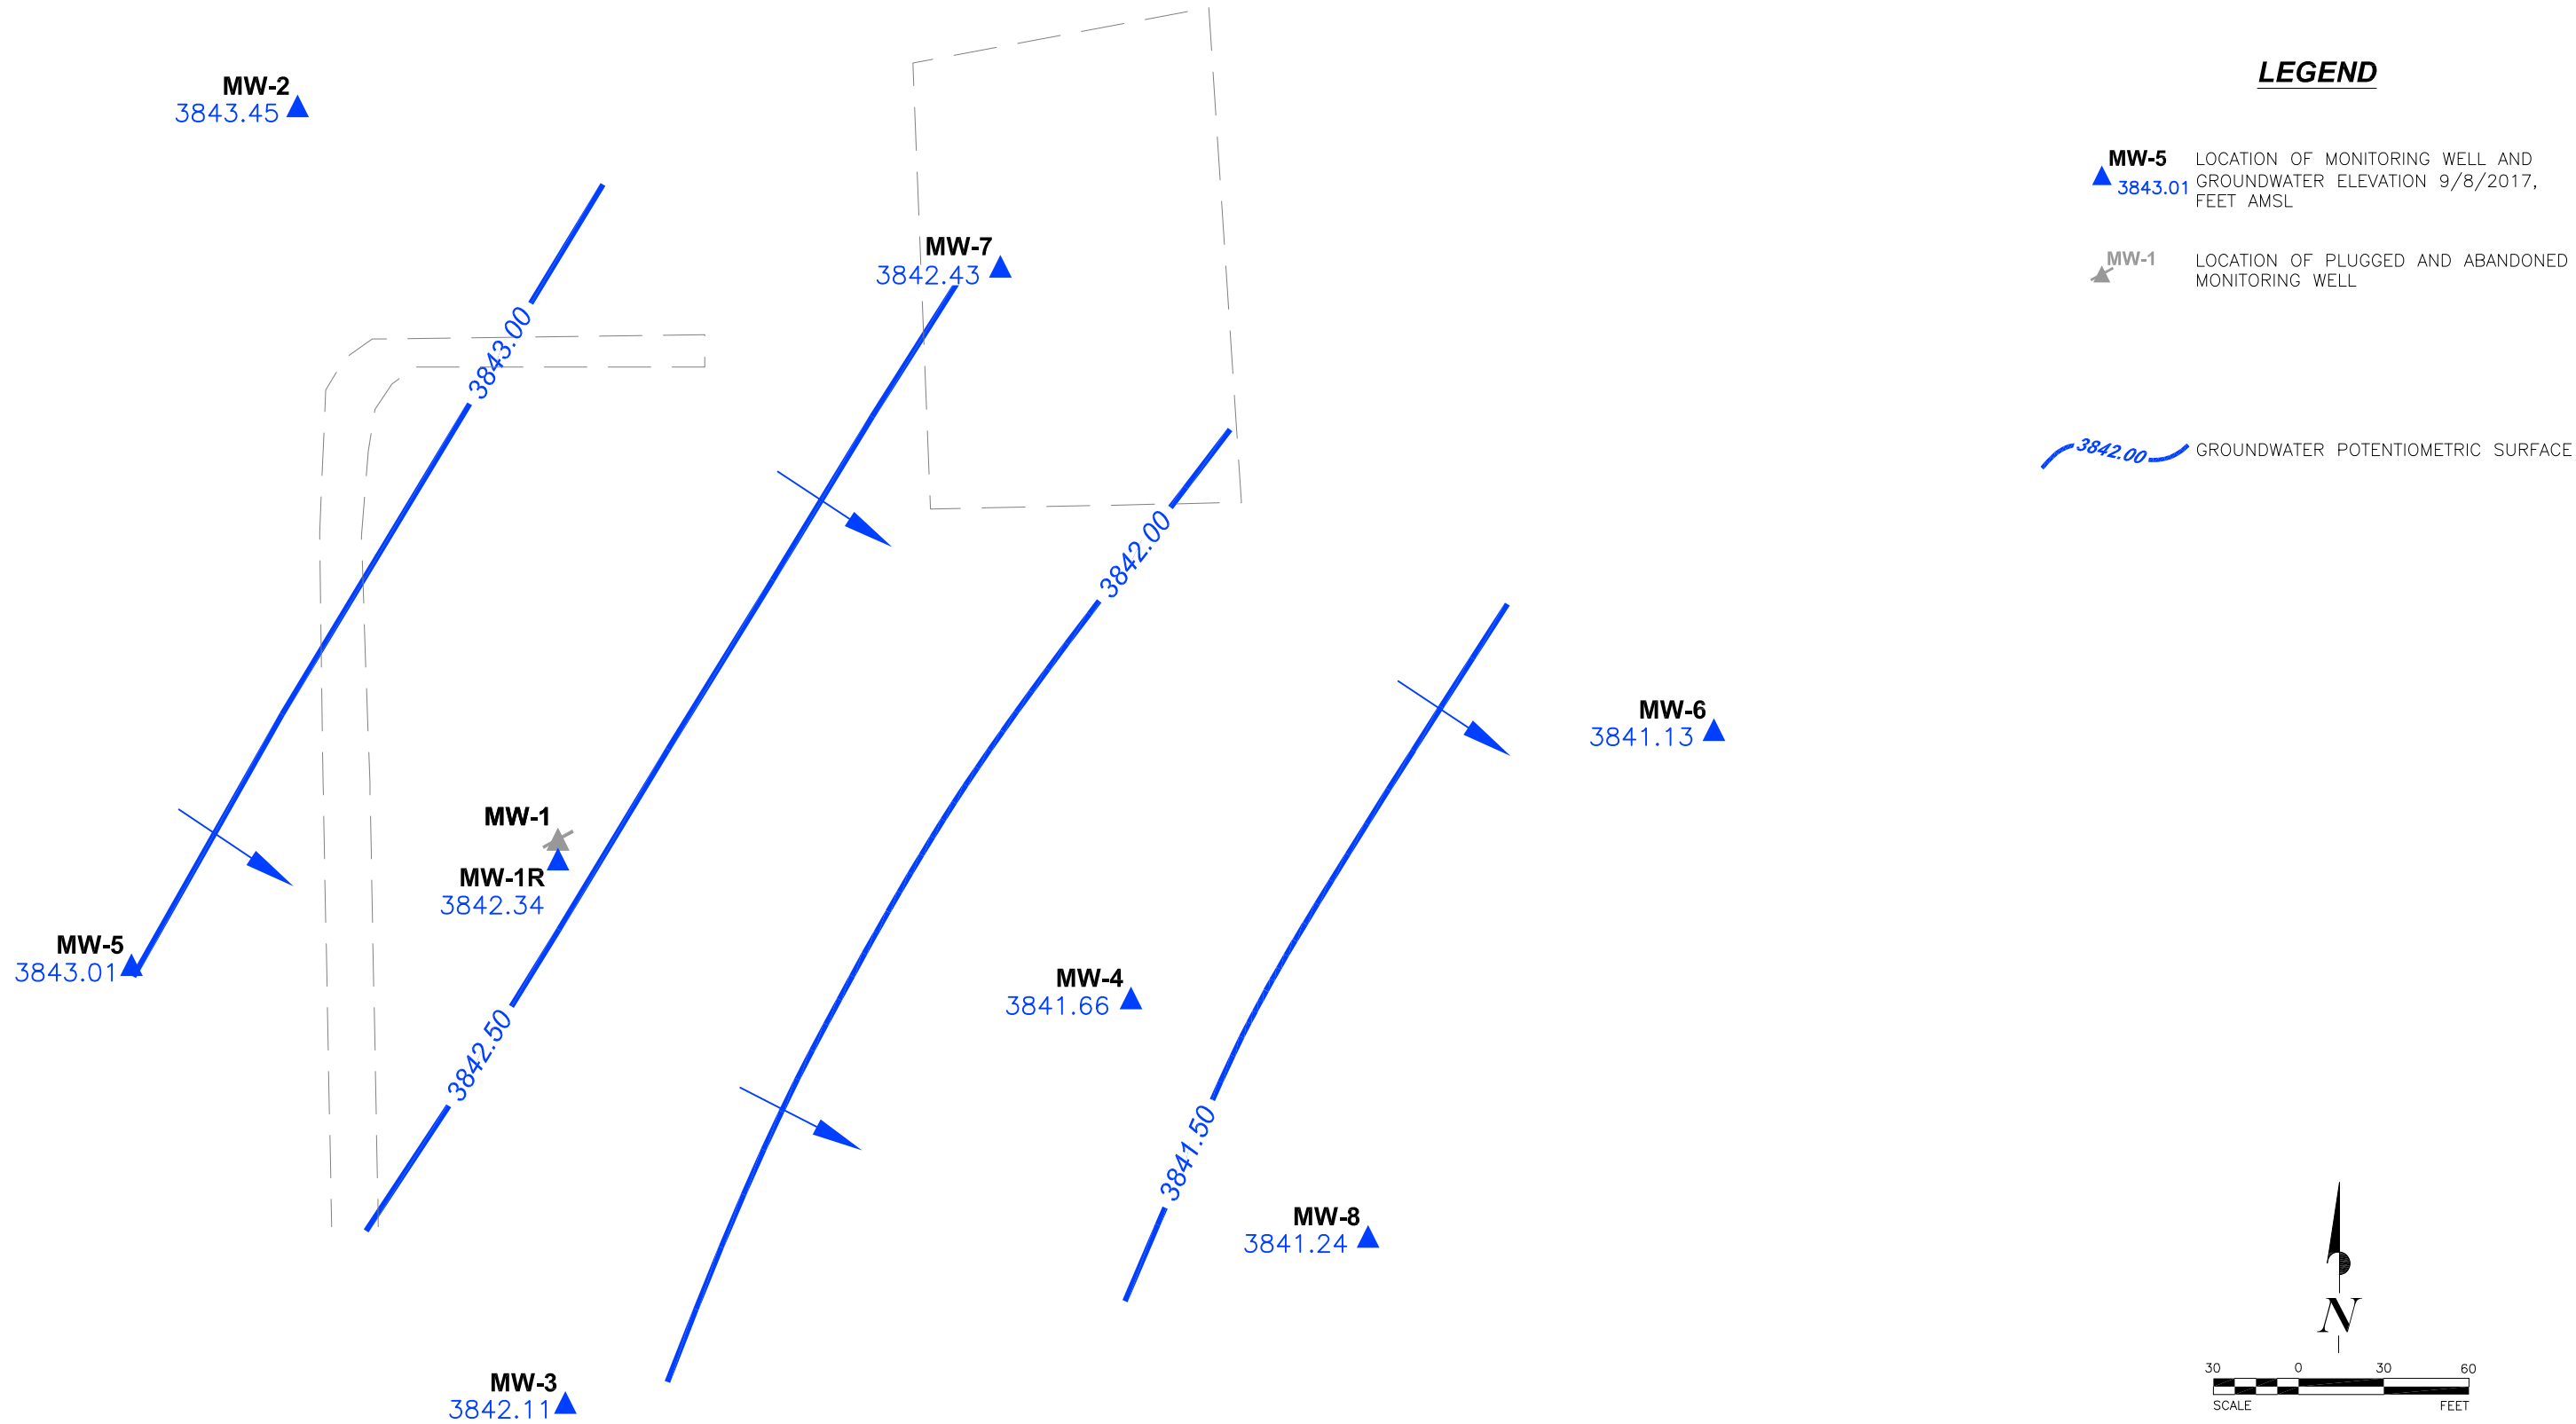 MW-2
3843.45
LEGEND
MW-5
3843.01
LOCATION OF MONITORING WELL AND
GROUNDWATER ELEVATION 9/8/2017,
FEET AMSL
MW-1
LOCATION OF PLUGGED AND ABANDONED
MONITORING WELL
3842.00
GROUNDWATER POTENTIOMETRIC SURFACE
MW-7
3842.43
3843.00
3842.00
MW-6
3841.13
MW-1
MW-1R
3842.34
MW-5
3843.01
MW-4
3841.66
3842.50
3841.50
MW-8
3841.24
MW-3
3842.11
N
30 0 30 60
SCALE FEET